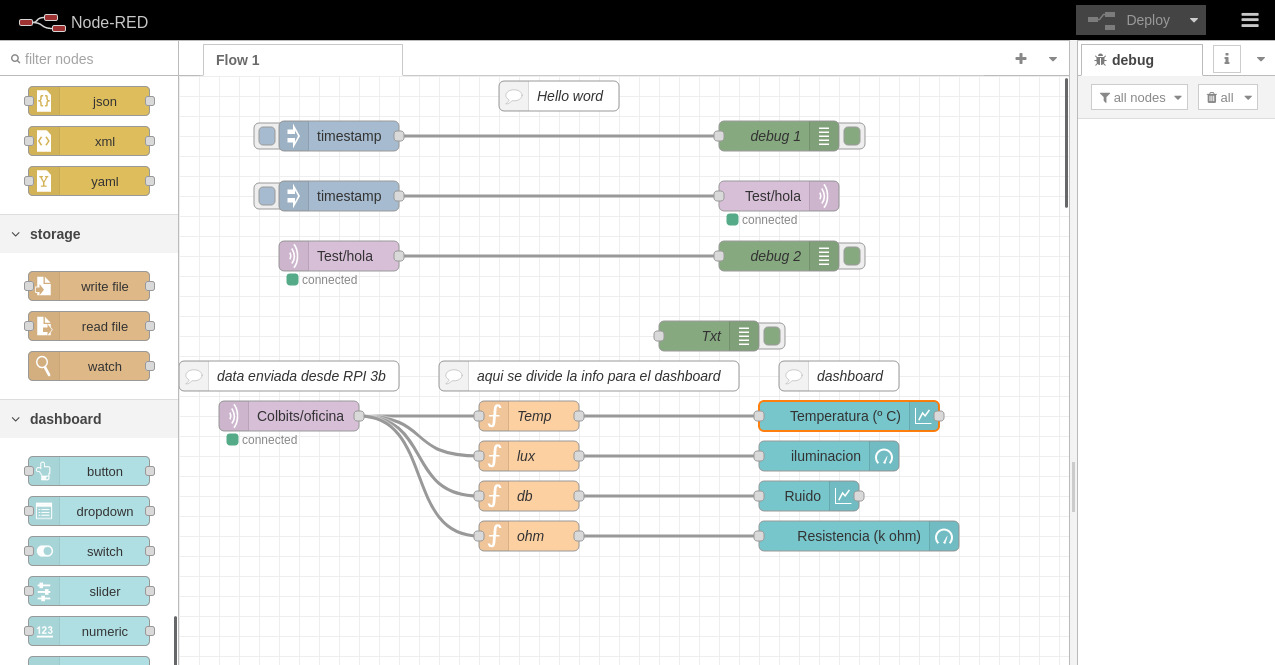 Node-RED
Deploy
filter nodes
Flow 1
debug
i
all nodes
all
json
xml
yaml
storage
write file
read file
watch
dashboard
button
dropdown
switch
slider
123
numeric
Hello word
timestamp
debug 1
timestamp
Test/hola
connected
Test/hola
connected
debug 2
Txt
data enviada desde RPI 3b
aqui se divide la info para el dashboard
dashboard
Colbits/oficina
connected
Temp
Temperatura (º C)
lux
iluminacion
db
Ruido
ohm
Resistencia (k ohm)